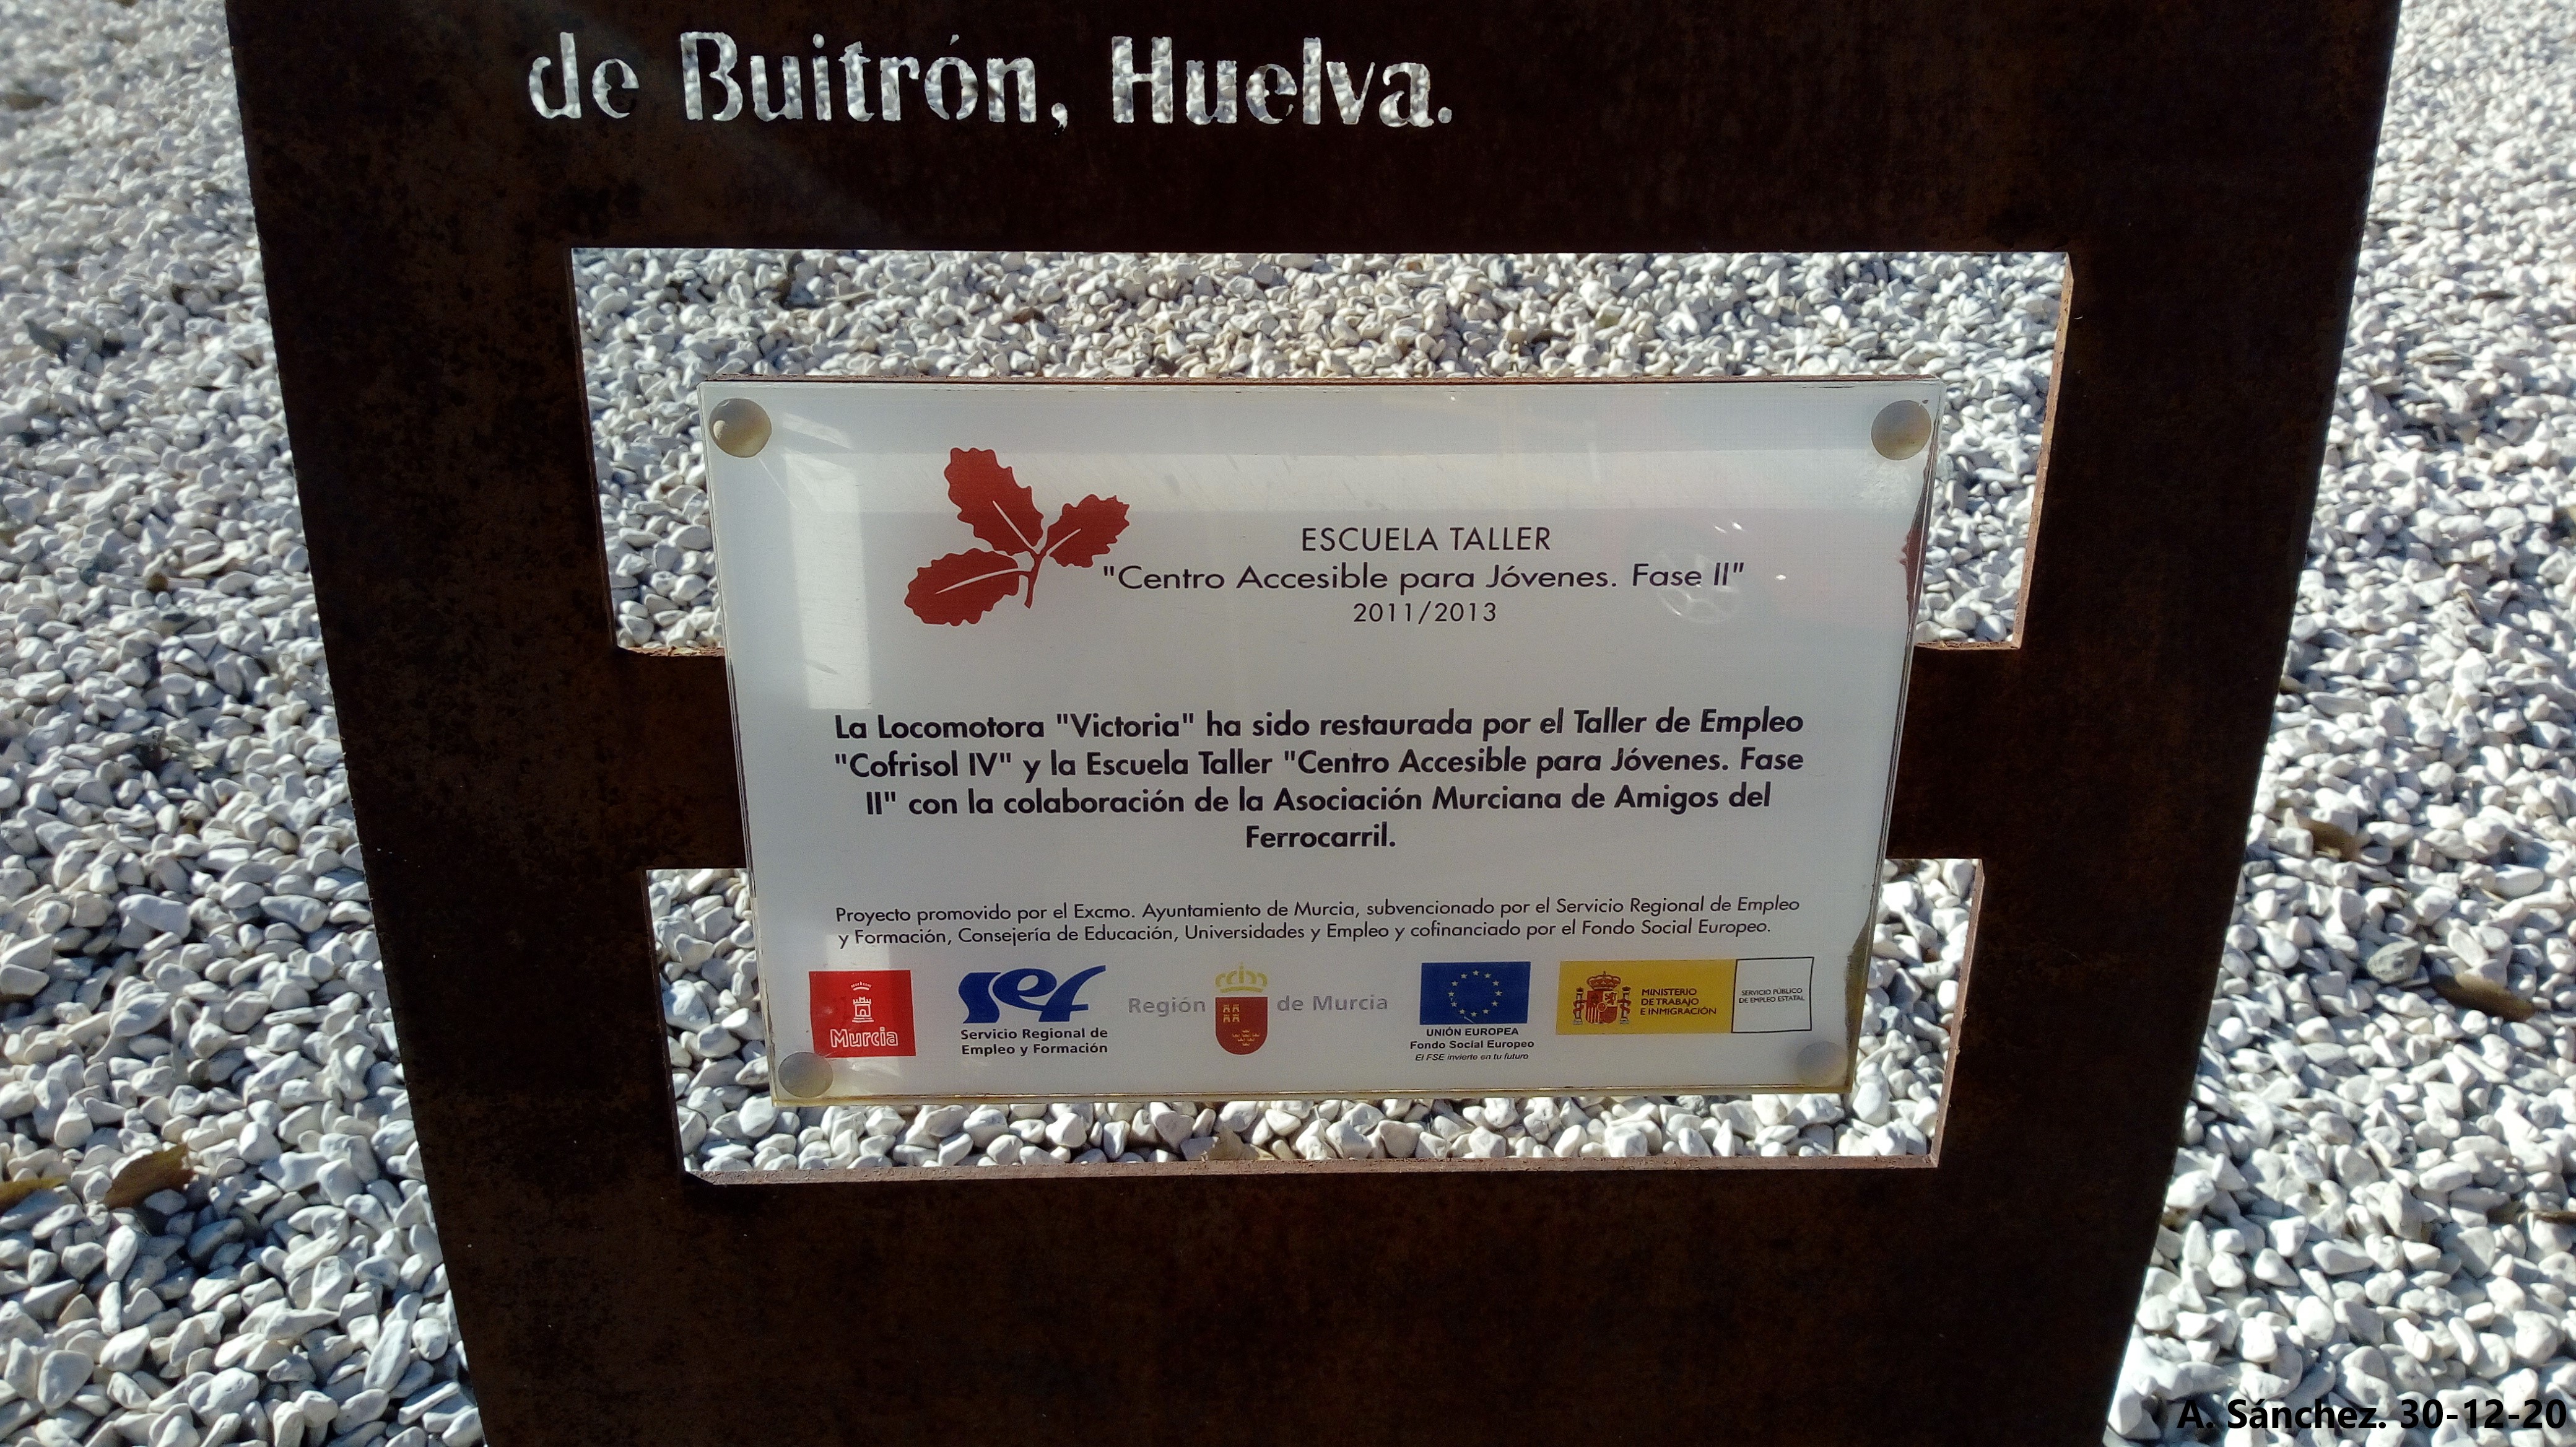 de Buitrón, Huelva.
ESCUELA TALLER
"Centro Accesible para Jóvenes. Fase II"
2011/2013
La Locomotora "Victoria" ha sido restaurada por el Taller de Empleo
"Cofrisol IV" y la Escuela Taller "Centro Accesible para Jóvenes. Fase
II" con la colaboración de la Asociación Murciana de Amigos del
Ferrocarril.
Proyecto promovido por el Excmo. Ayuntamiento de Murcia, subvencionado por el Servicio Regional de Empleo
y Formación, Consejería de Educación, Universidades y Empleo y cofinanciado por el Fondo Social Europeo.
Murcia
sef
Servicio Regional de
Empleo y Formación
Región de Murcia
UNIÓN EUROPEA
Fondo Social Europeo
El FSE invierte en tu futuro
MINISTERIO
DE TRABAJO
E INMIGRACIÓN
SERVICIO PÚBLICO
DE EMPLEO ESTATAL
A. Sánchez. 30-12-20